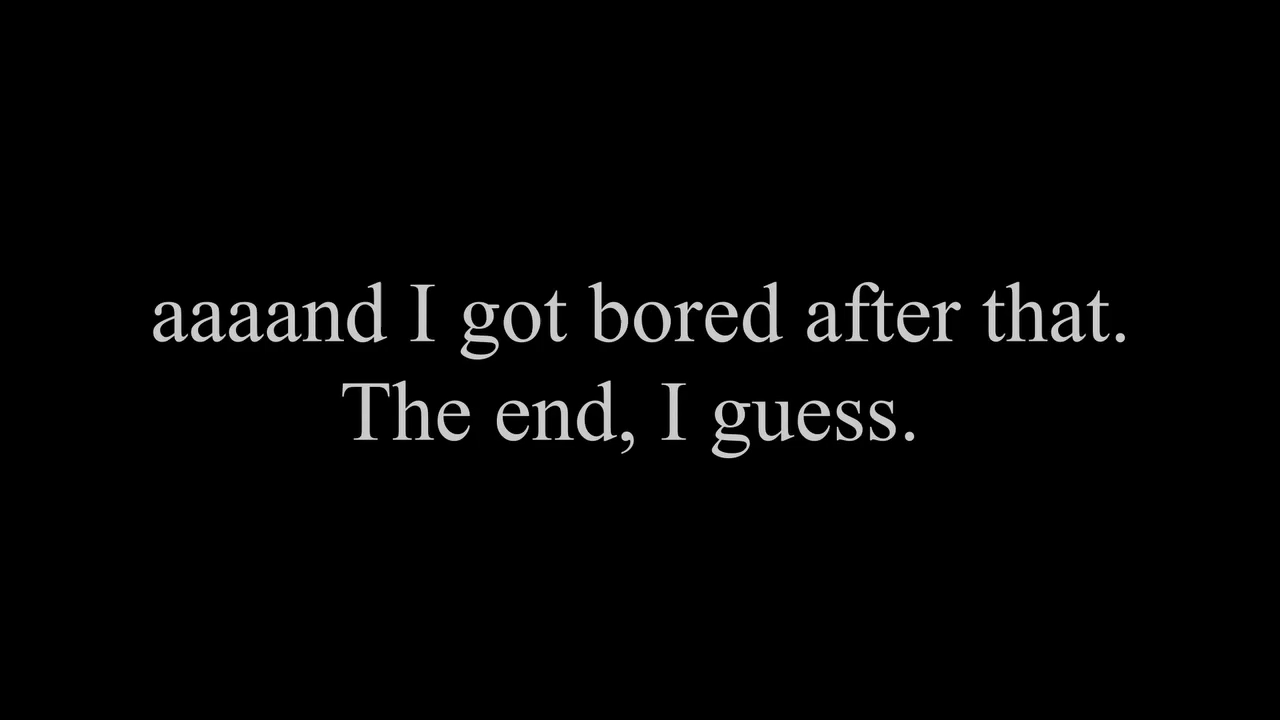 aaaand I got bored after that.
The end, I guess.